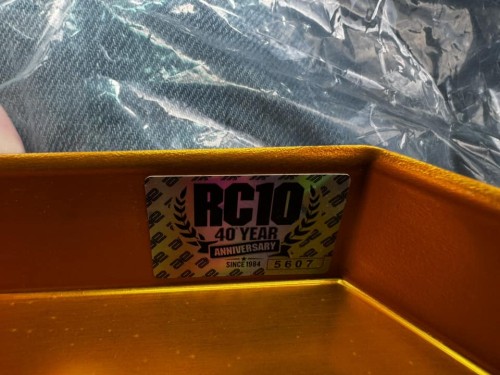 RC10
40 YEAR
ANNIVERSARY
SINCE 1984
5607